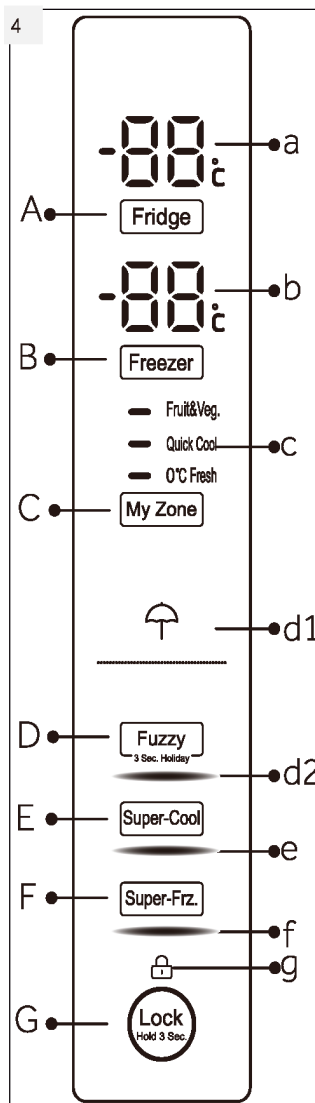 4
-88°C a
A Fridge
-88°C b
B Freezer
Fruit&Veg.
Quick Cool c
0°C Fresh
C My Zone
d1
D Fuzzy
3 Sec. Holiday
d2
E Super-Cool
e
F Super-Frz.
f
g
G Lock
Hold 3 Sec.